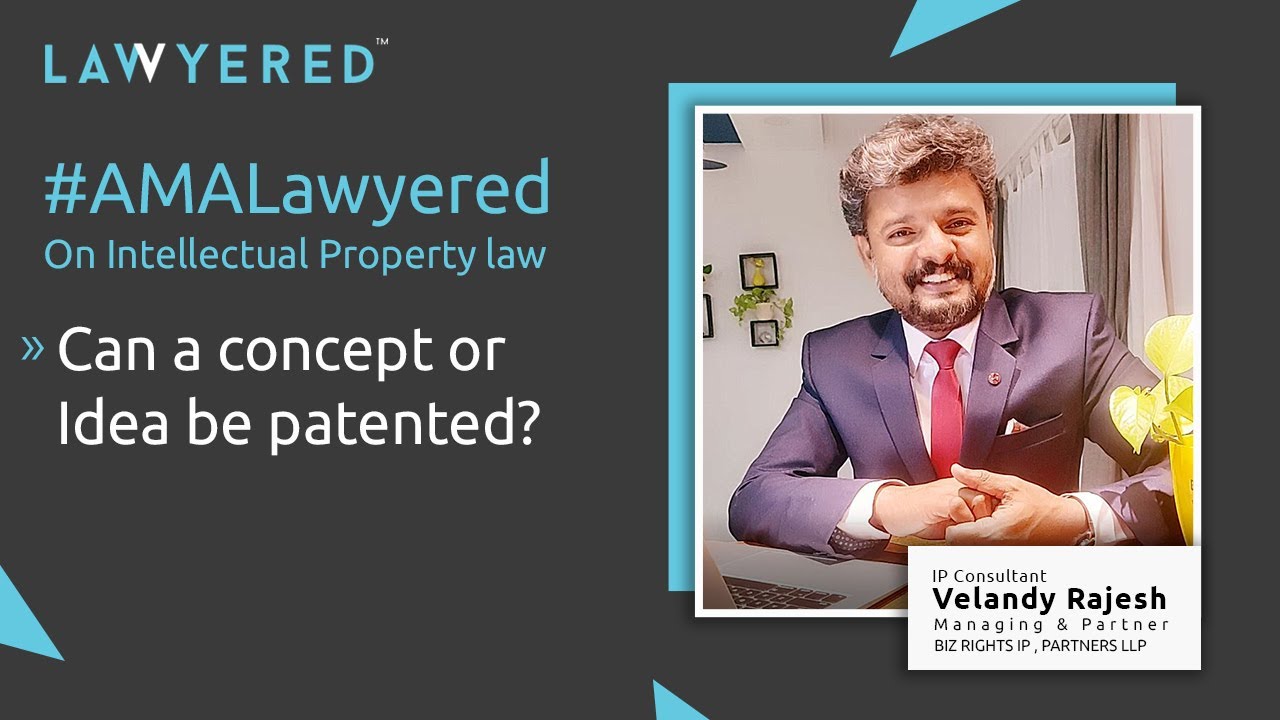 LAWYERED™
#AMALawyered
On Intellectual Property law
» Can a concept or
Idea be patented?
IP Consultant
Velandy Rajesh
Managing & Partner
BIZ RIGHTS IP , PARTNERS LLP